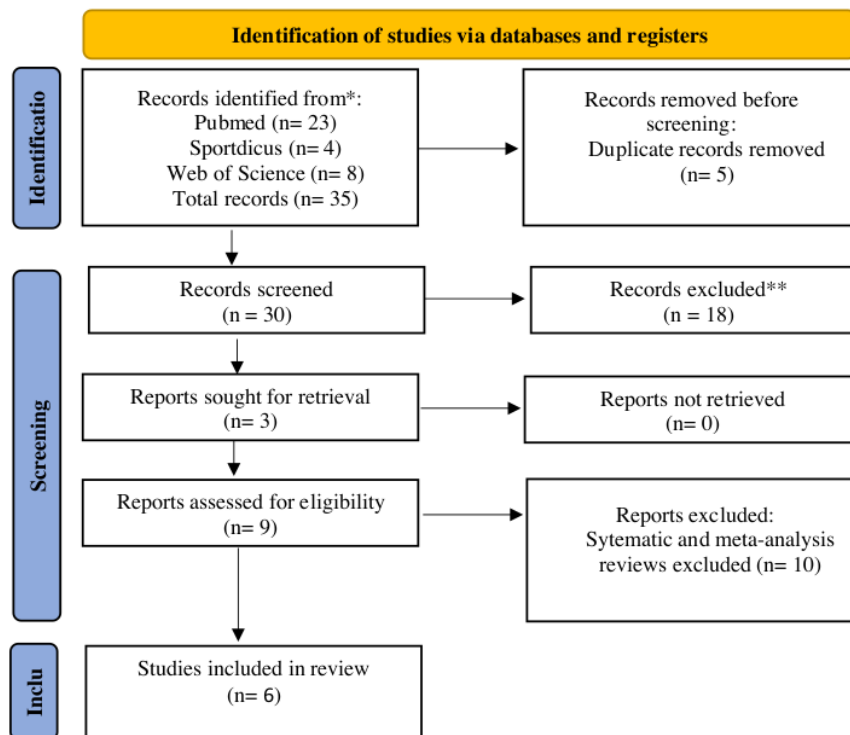 Identification of studies via databases and registers
Identificatio
Records identified from*:
Pubmed (n= 23)
Sportdicus (n= 4)
Web of Science (n= 8)
Total records (n= 35)
Records removed before
screening:
Duplicate records removed
(n= 5)
Screening
Records screened
(n = 30)
Records excluded**
(n = 18)
Reports sought for retrieval
(n= 3)
Reports not retrieved
(n= 0)
Reports assessed for eligibility
(n= 9)
Reports excluded:
Sytematic and meta-analysis
reviews excluded (n= 10)
Inclu
Studies included in review
(n= 6)